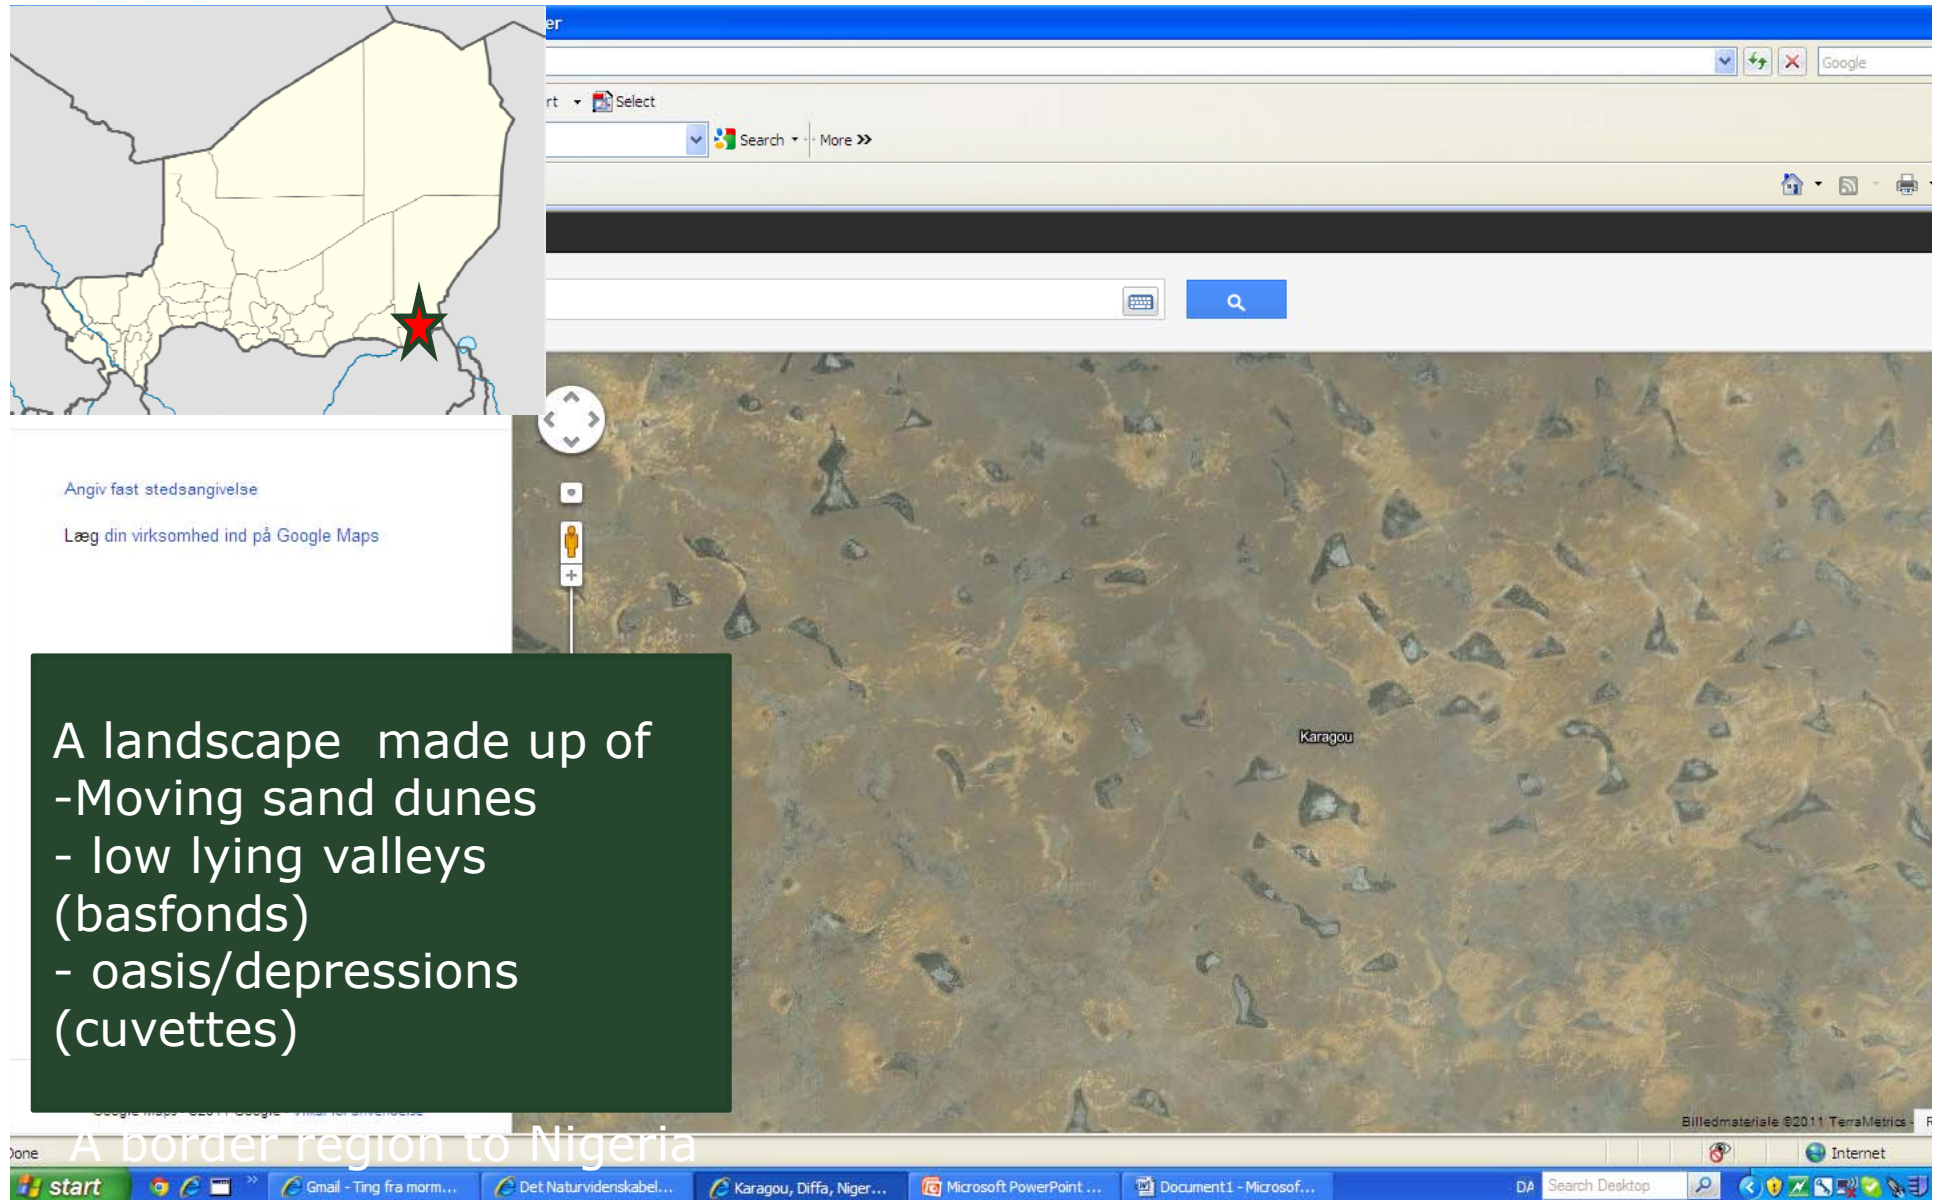 er
Google
rt
Select
Search
More
Angiv fast stedsangivelse
Læg din virksomhed ind på Google Maps
Karagou
A landscape  made up of
-Moving sand dunes
- low lying valleys
(basfonds)
- oasis/depressions
(cuvettes)
A border region to Nigeria
Billedmateriale ©2011 TerraMetrics -
Done
Internet
start
Gmail - Ting fra morm...
Det Naturvidenskabel...
Karagou, Diffa, Niger...
Microsoft PowerPoint ...
Document1 - Microsof...
DA
Search Desktop